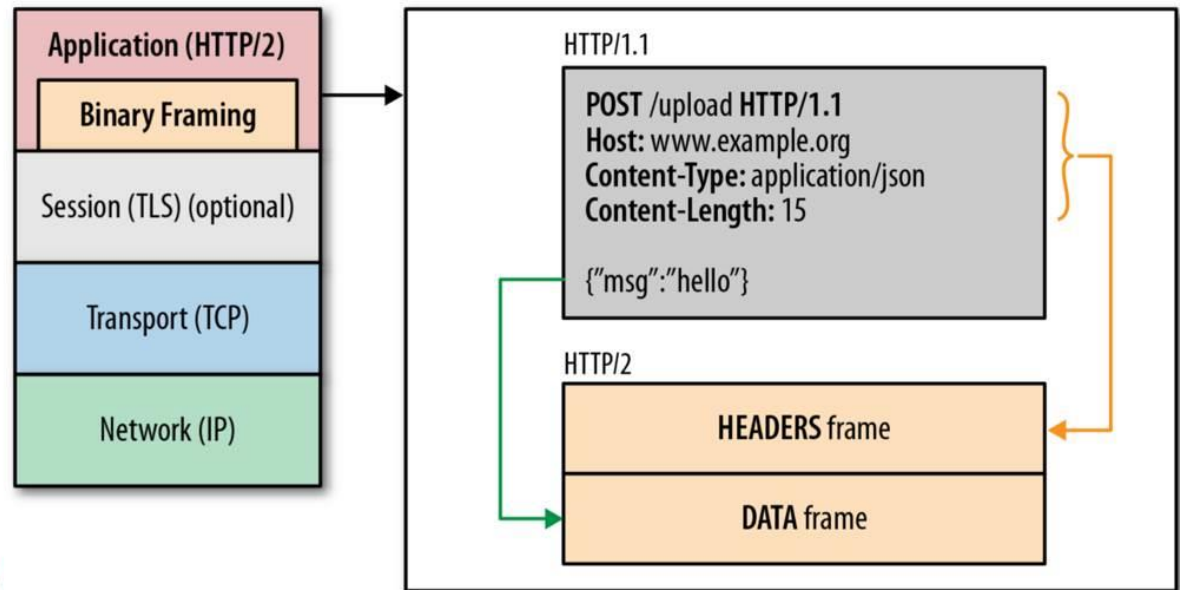 Application (HTTP/2)
Binary Framing
Session (TLS) (optional)
Transport (TCP)
Network (IP)
HTTP/1.1
POST /upload HTTP/1.1
Host: www.example.org
Content-Type: application/json
Content-Length: 15
{”msg”:”hello”}
HTTP/2
HEADERS frame
DATA frame